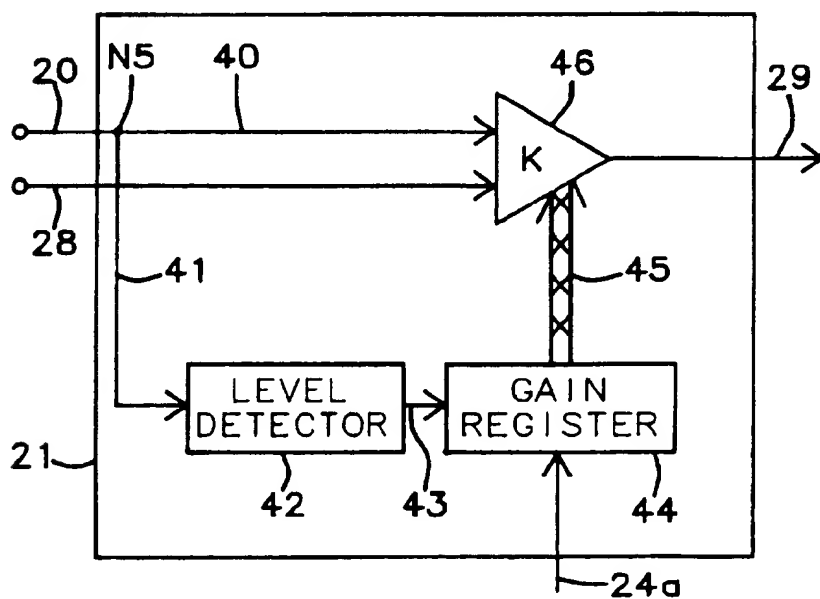 20
N5
40
46
29
K
28
41
45
LEVEL
DETECTOR
GAIN
REGISTER
21
42
43
44
24a